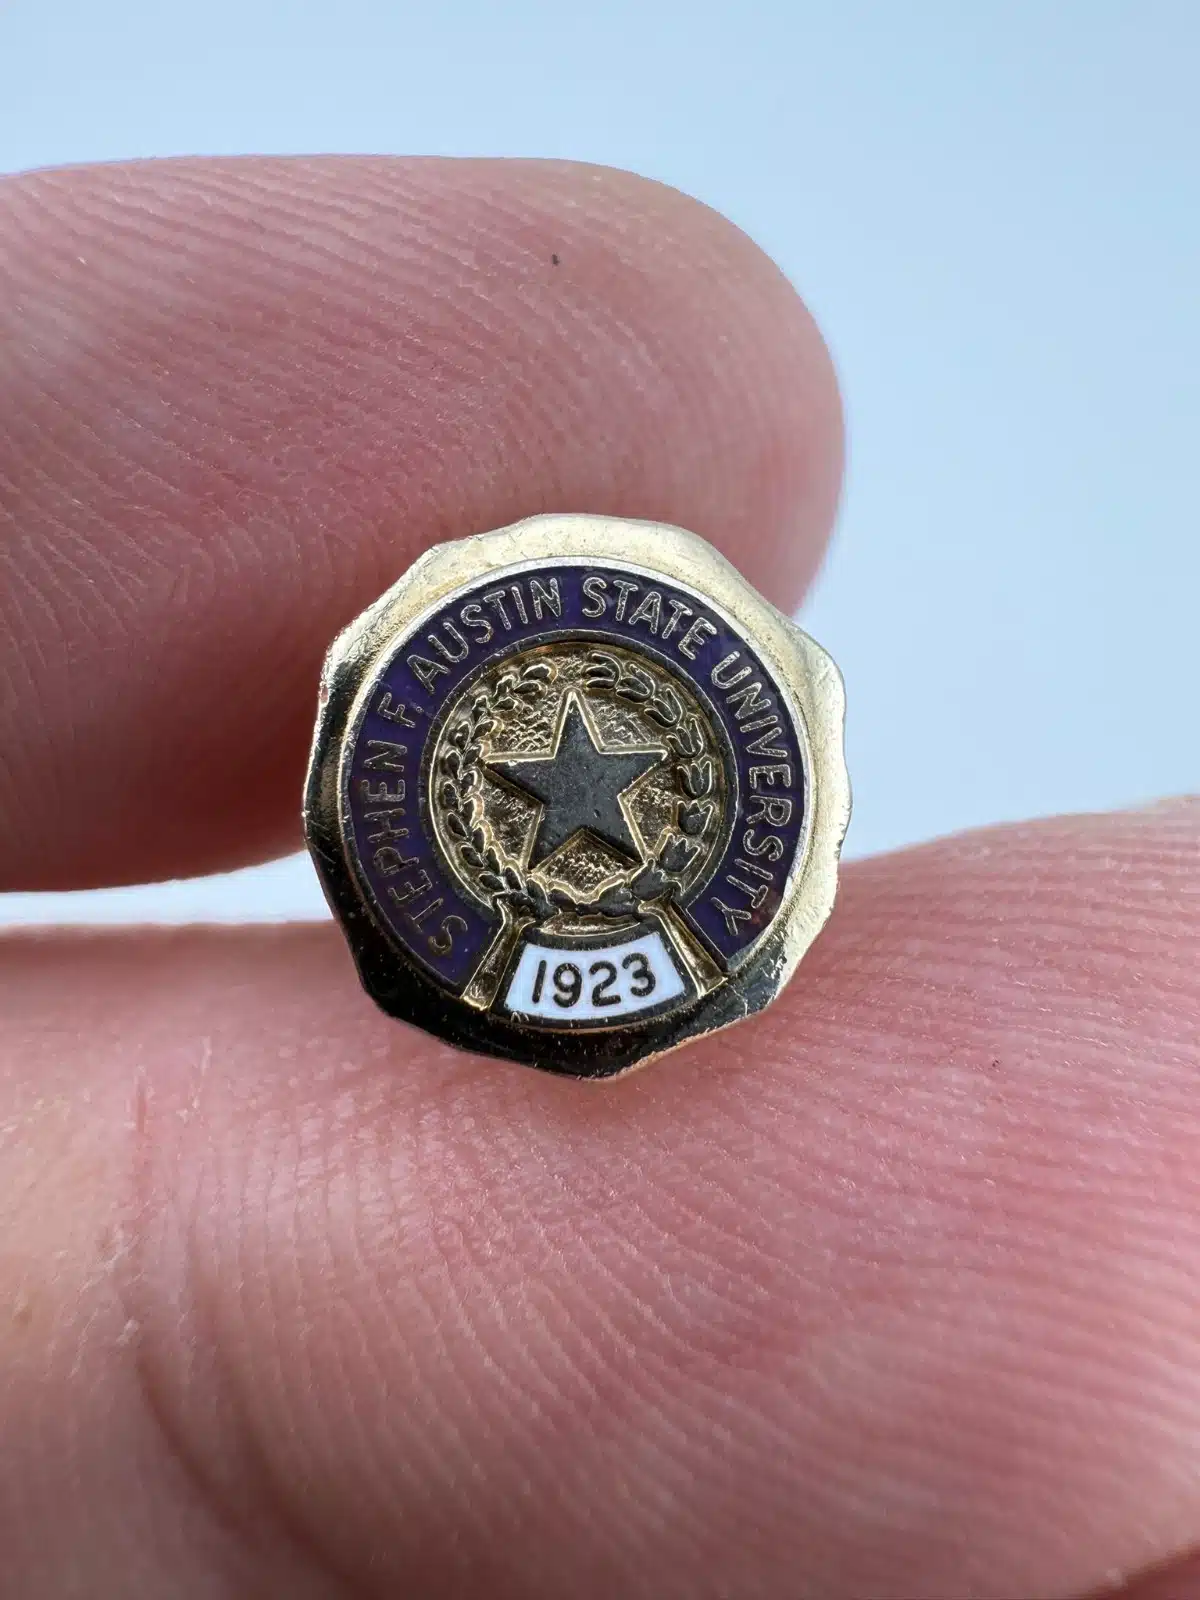 STEPHEN F. AUSTIN STATE UNIVERSITY
1923